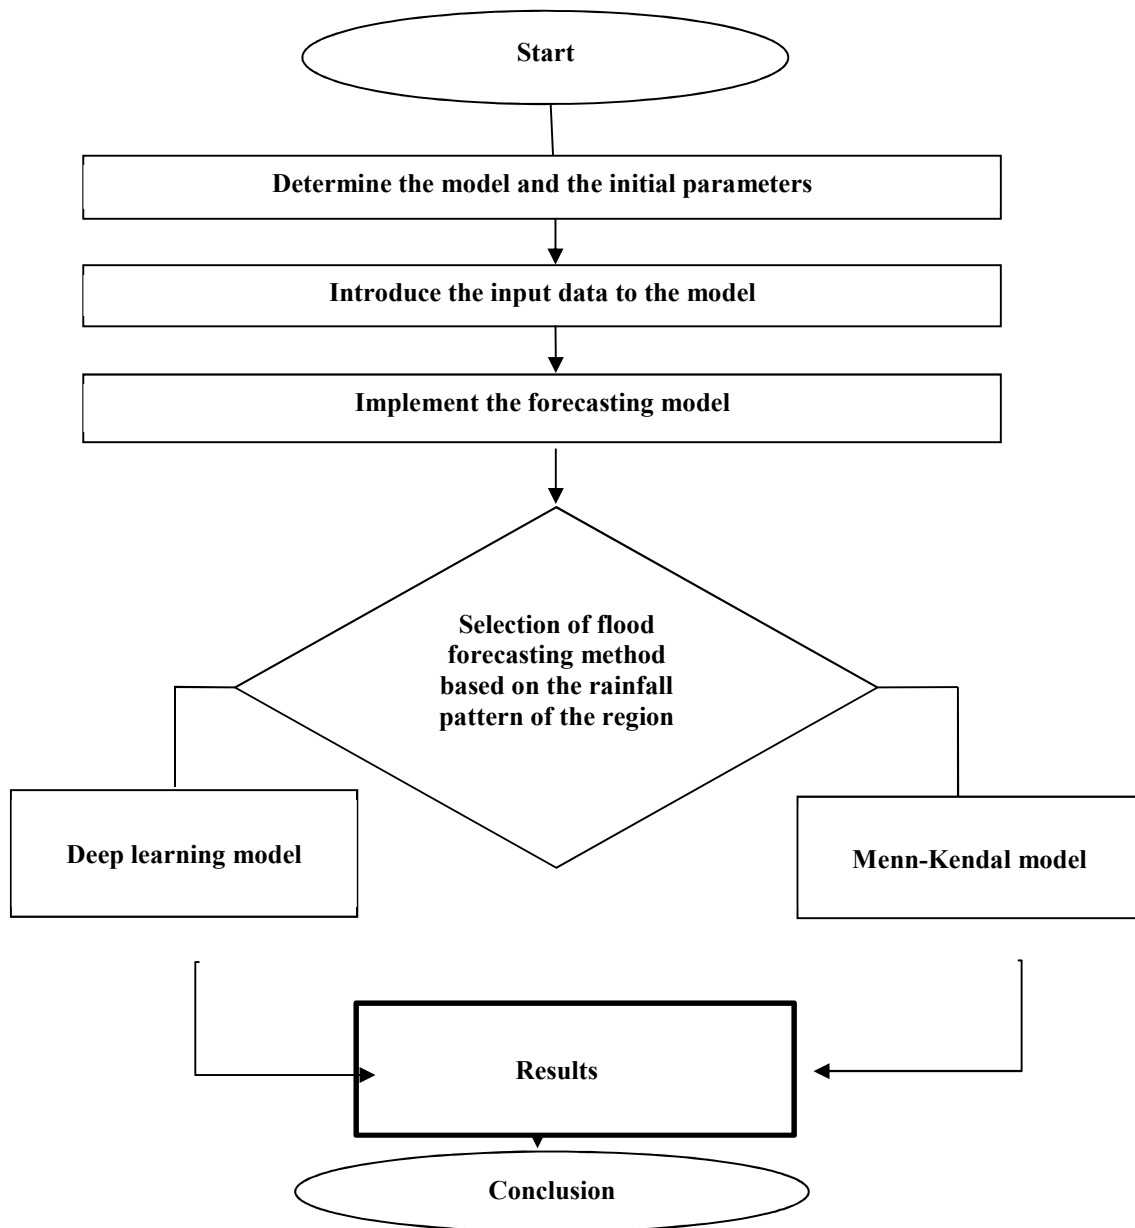 Start
Determine the model and the initial parameters
Introduce the input data to the model
Implement the forecasting model
Selection of flood
forecasting method
based on the rainfall
pattern of the region
Deep learning model
Menn-Kendal model
Results
Conclusion